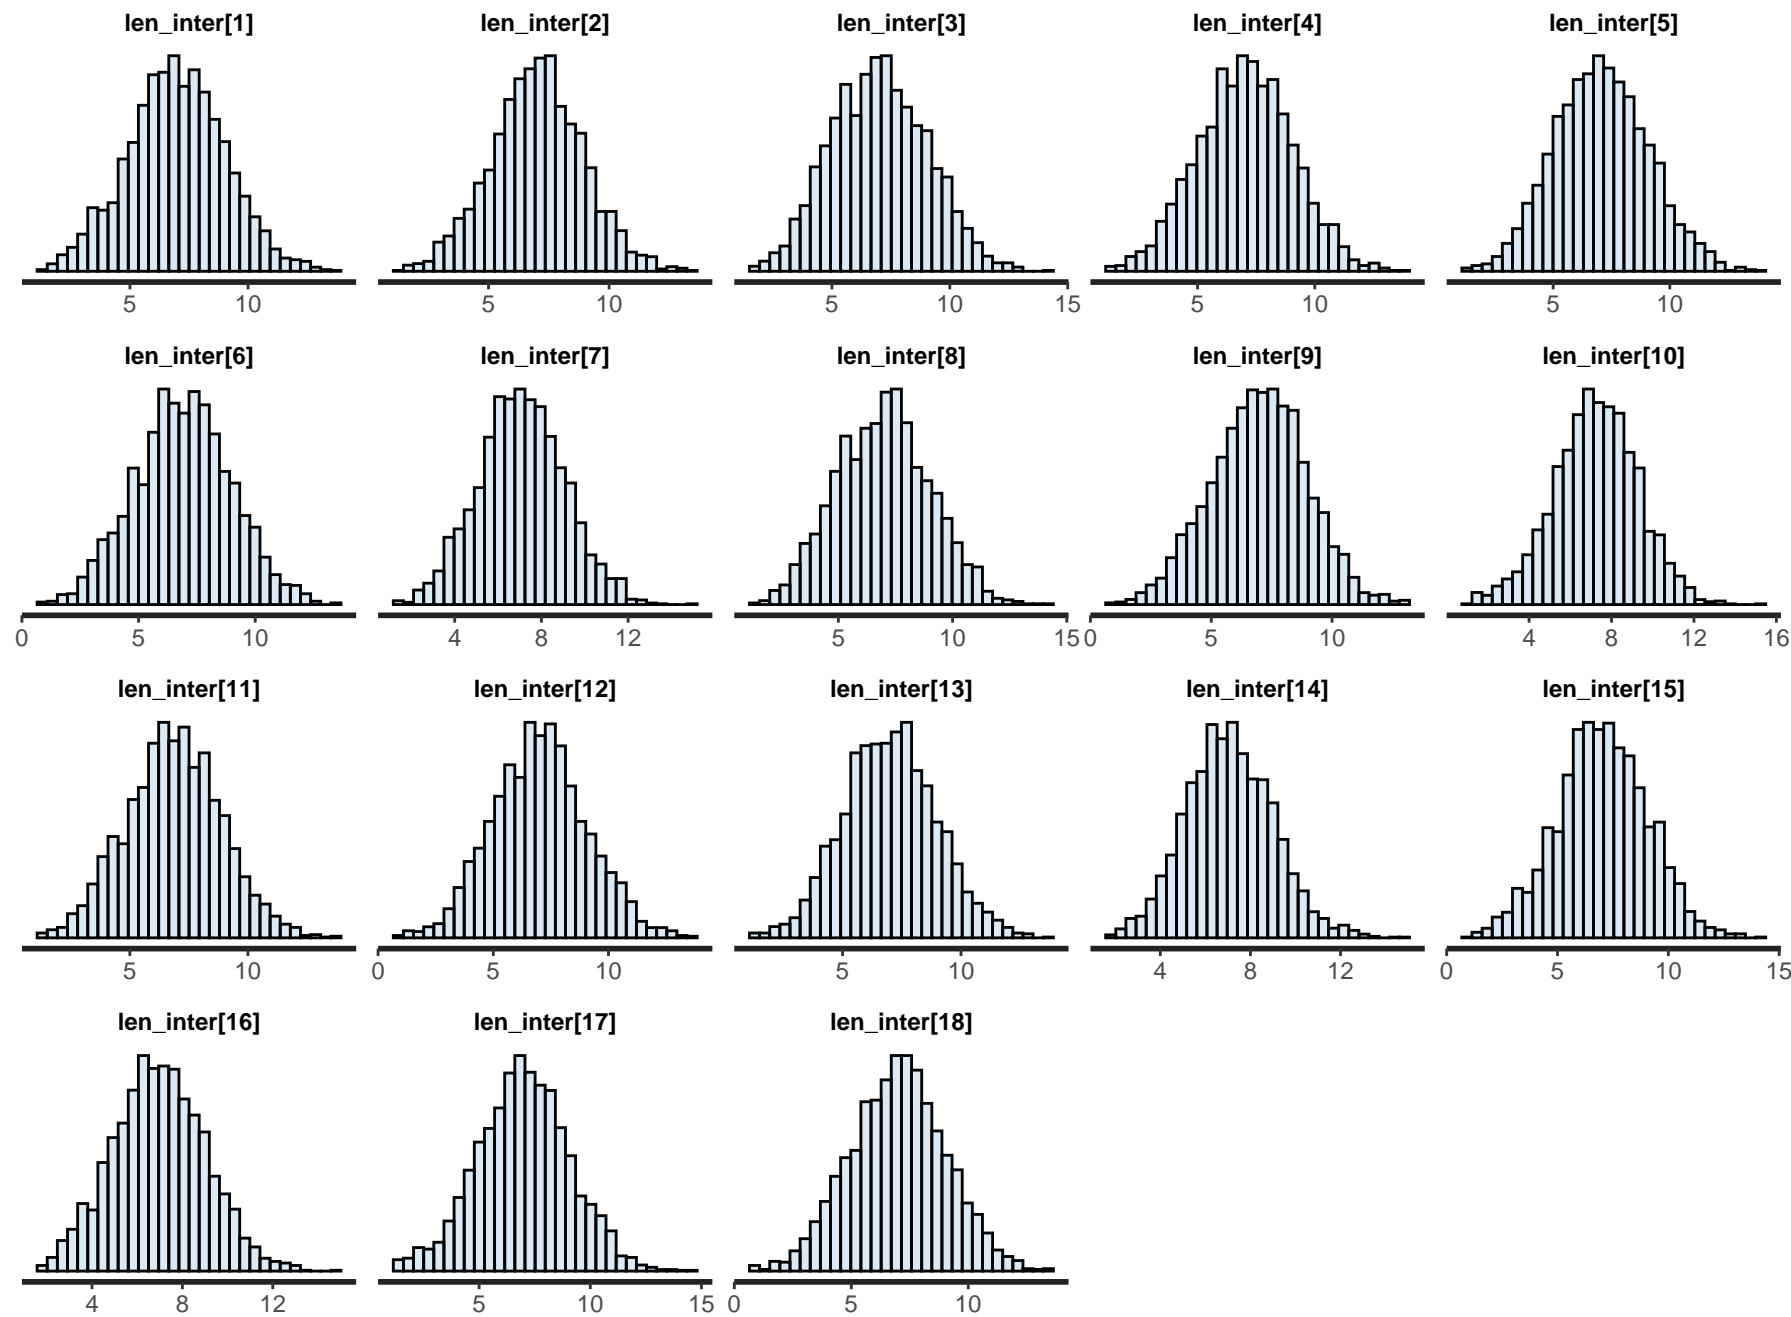 len_inter[1] len_inter[2] len_inter[3] len_inter[4] len_inter[5]
5 10 5 10 5 10 15 5 10 5 10
len_inter[6] len_inter[7] len_inter[8] len_inter[9] len_inter[10]
0 5 10 4 8 12 5 10 15 0 5 10 4 8 12 16
len_inter[11] len_inter[12] len_inter[13] len_inter[14] len_inter[15]
5 10 0 5 10 5 10 4 8 12 0 5 10 15
len_inter[16] len_inter[17] len_inter[18]
4 8 12 5 10 15 0 5 10